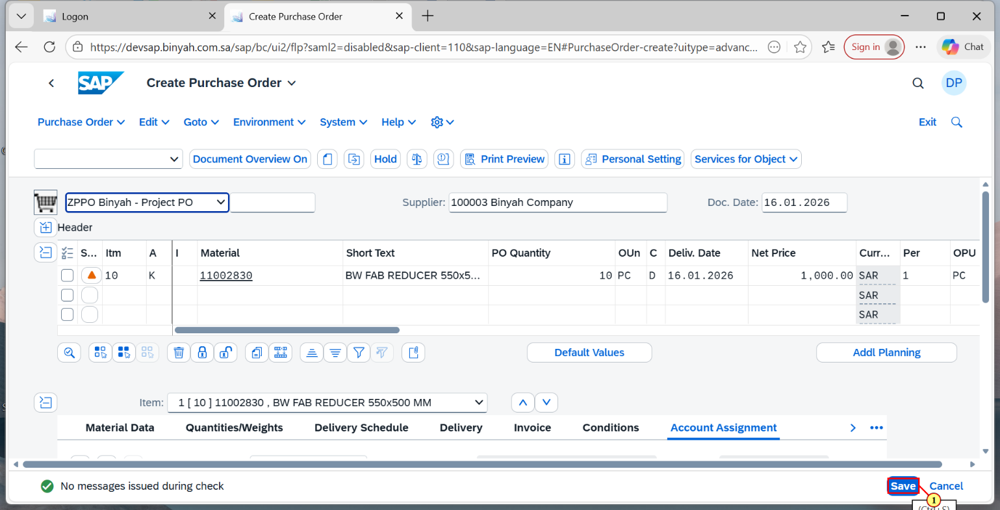 Logon
Create Purchase Order
https://devsap.binyah.com.sa/sap/bc/ui2/flp?saml2=disabled&sap-client=110&sap-language=EN#PurchaseOrder-create?uitype=advanc...
Sign in
Chat
SAP
Create Purchase Order
DP
Purchase Order
Edit
Goto
Environment
System
Help
Exit
Document Overview On
Hold
Print Preview
Personal Setting
Services for Object
ZPPO Binyah - Project PO
Supplier: 100003 Binyah Company
Doc. Date: 16.01.2026
Header
S... Itm A I Material Short Text PO Quantity OUn C Deliv. Date Net Price Curr... Per OPU
10 K 11002830 BW FAB REDUCER 550x5... 10 PC D 16.01.2026 1,000.00 SAR 1 PC
SAR
SAR
Default Values
Addl Planning
Item: 1 [ 10 ] 11002830 , BW FAB REDUCER 550x500 MM
Material Data Quantities/Weights Delivery Schedule Delivery Invoice Conditions Account Assignment
No messages issued during check
Save
Cancel
1
(Ctrl+S)